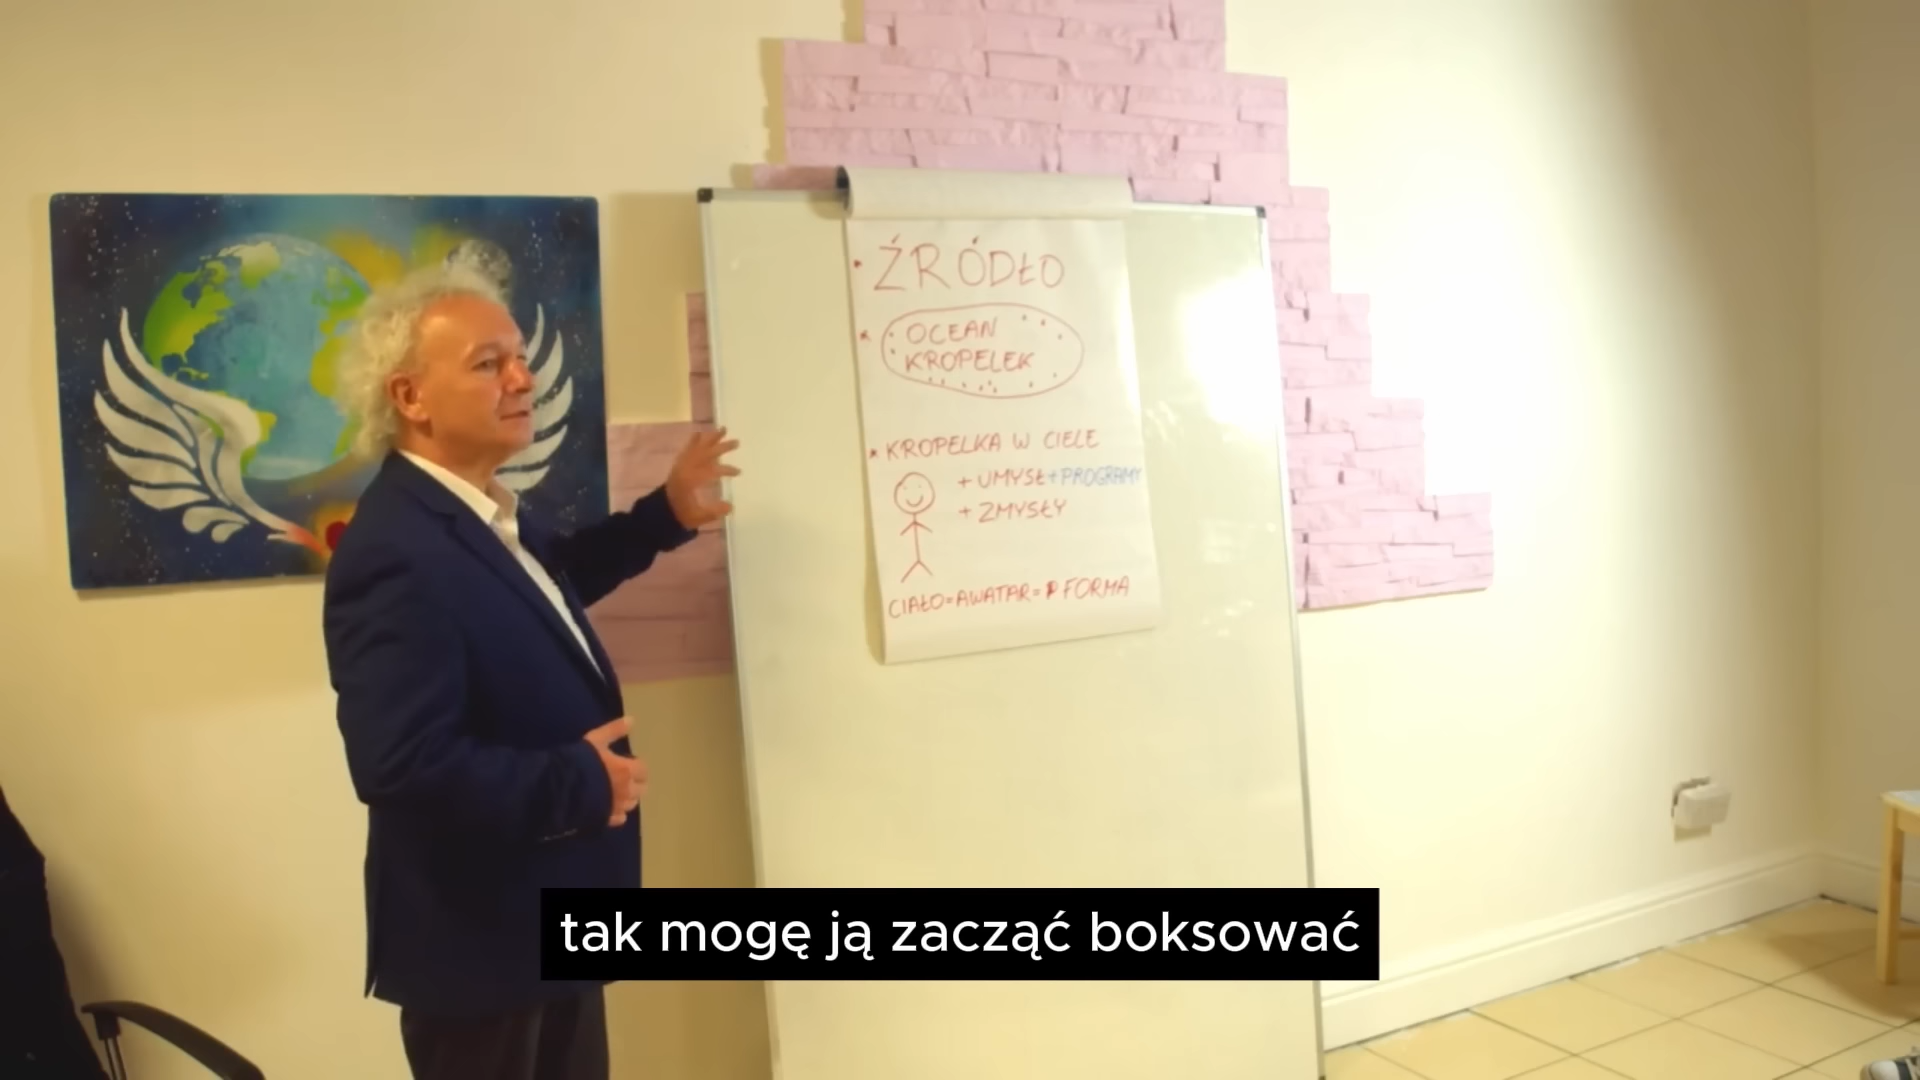 ŹRÓDŁO
OCEAN
KROPELEK
KROPELKA W CIELE
+ UMYSŁ + PROGRAMY
+ ZMYSŁY
CIAŁO = AWATAR = FORMA
tak mogę ją zacząć boksować